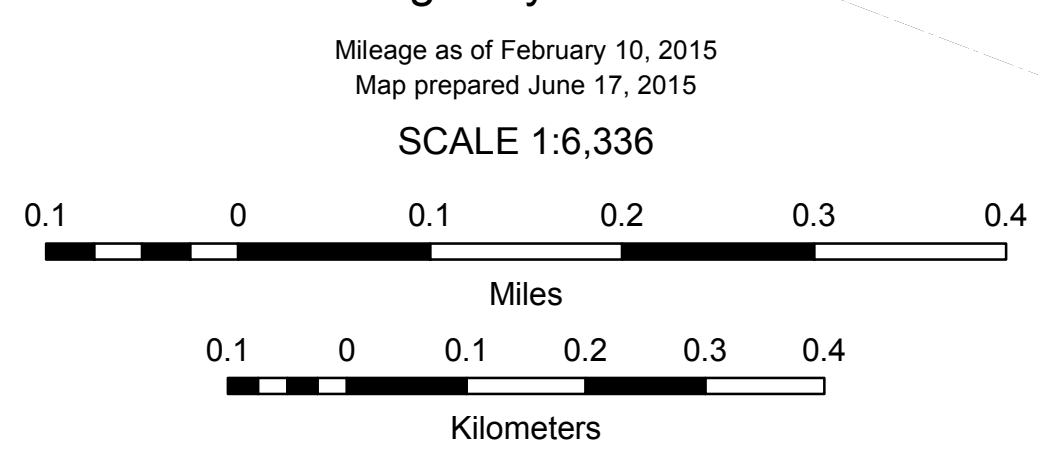 Mileage as of February 10, 2015
Map prepared June 17, 2015
SCALE 1:6,336
0.1 0 0.1 0.2 0.3 0.4
Miles
0.1 0 0.1 0.2 0.3 0.4
Kilometers